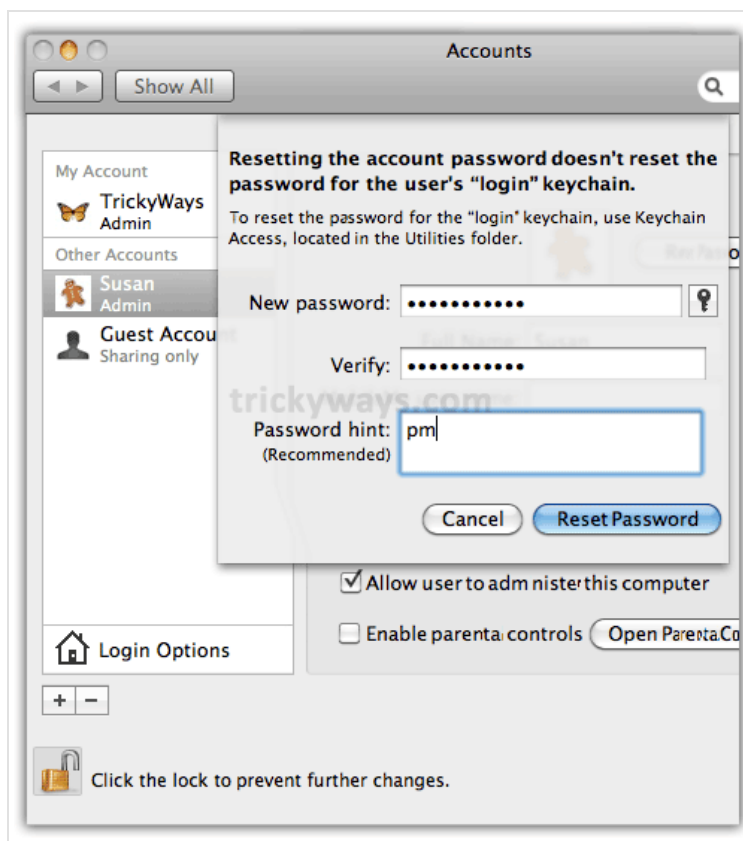 Accounts
Show All
My Account
TrickyWays
Admin
Other Accounts
Susan
Admin
Guest Accou
Sharing only
Login Options
Resetting the account password doesn't reset the
password for the user's "login" keychain.
To reset the password for the "login" keychain, use Keychain
Access, located in the Utilities folder.
New password: •••••••••••
Verify: •••••••••••
trickyways.com
Password hint: pm
(Recommended)
Cancel Reset Password
Full Name: Susan
Allow user to adm nister this computer
Enable parenta controls Open Parenta Co
Click the lock to prevent further changes.